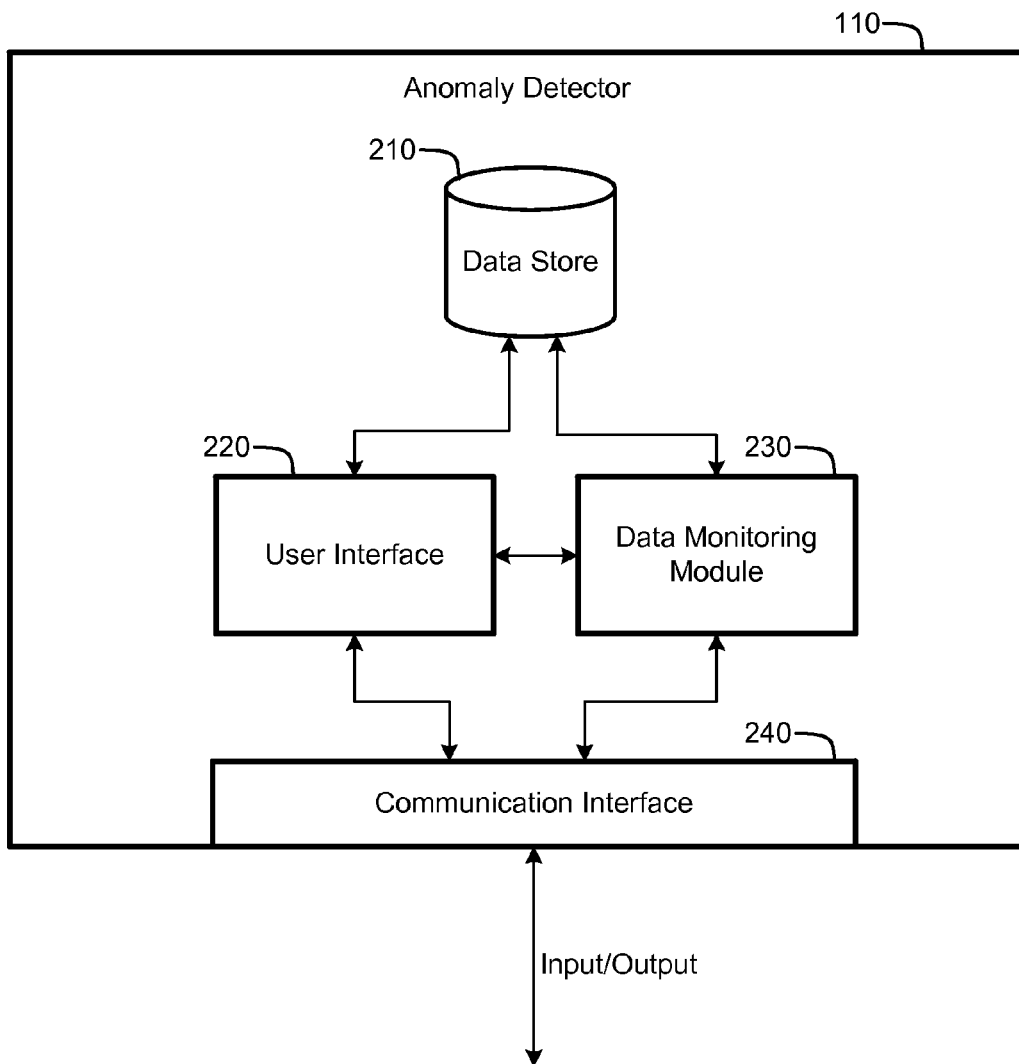 110
Anomaly Detector
210
Data Store
220
230
User Interface
Data Monitoring
Module
240
Communication Interface
Input/Output